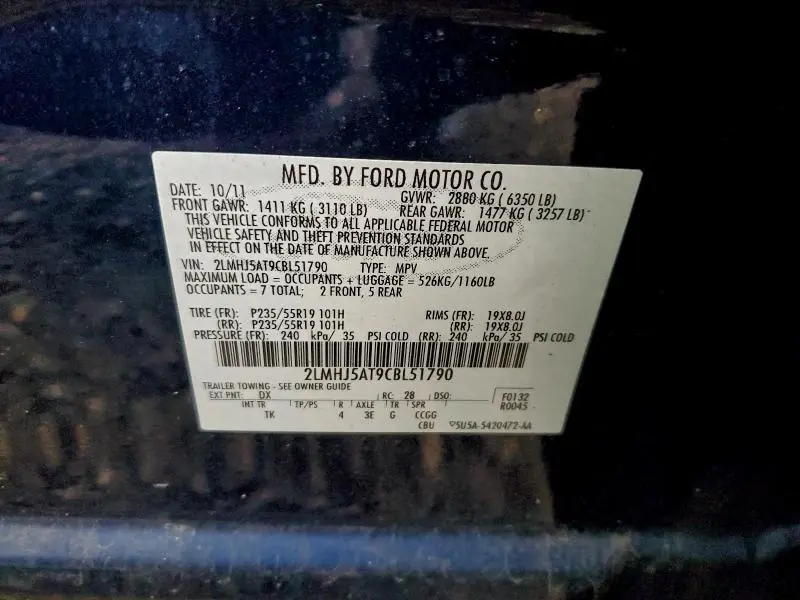 MFD. BY FORD MOTOR CO.
DATE: 10/11 GVWR: 2880 KG ( 6350 LB)
FRONT GAWR: 1411 KG ( 3110 LB) REAR GAWR: 1477 KG ( 3257 LB)
THIS VEHICLE CONFORMS TO ALL APPLICABLE FEDERAL MOTOR
VEHICLE SAFETY AND THEFT PREVENTION STANDARDS
IN EFFECT ON THE DATE OF MANUFACTURE SHOWN ABOVE.
VIN: 2LMHJ5AT9CBL51790 TYPE: MPV
MAXIMUM LOAD = OCCUPANTS + LUGGAGE = 526KG/1160LB
OCCUPANTS = 7 TOTAL; 2 FRONT, 5 REAR
TIRE (FR): P235/55R19 101H RIMS (FR): 19X8.0J
(RR): P235/55R19 101H (RR): 19X8.0J
PRESSURE (FR): 240 kPa/ 35 PSI COLD (RR): 240 kPa/ 35 PSI COLD
2LMHJ5AT9CBL51790
TRAILER TOWING - SEE OWNER GUIDE
EXT PNT: DX RC: 28 DSO: F0132
INT TR TP/PS R AXLE TR SPR R0045
TK 4 3E G CCGG
CBU ▽5U5A-5420472-AA